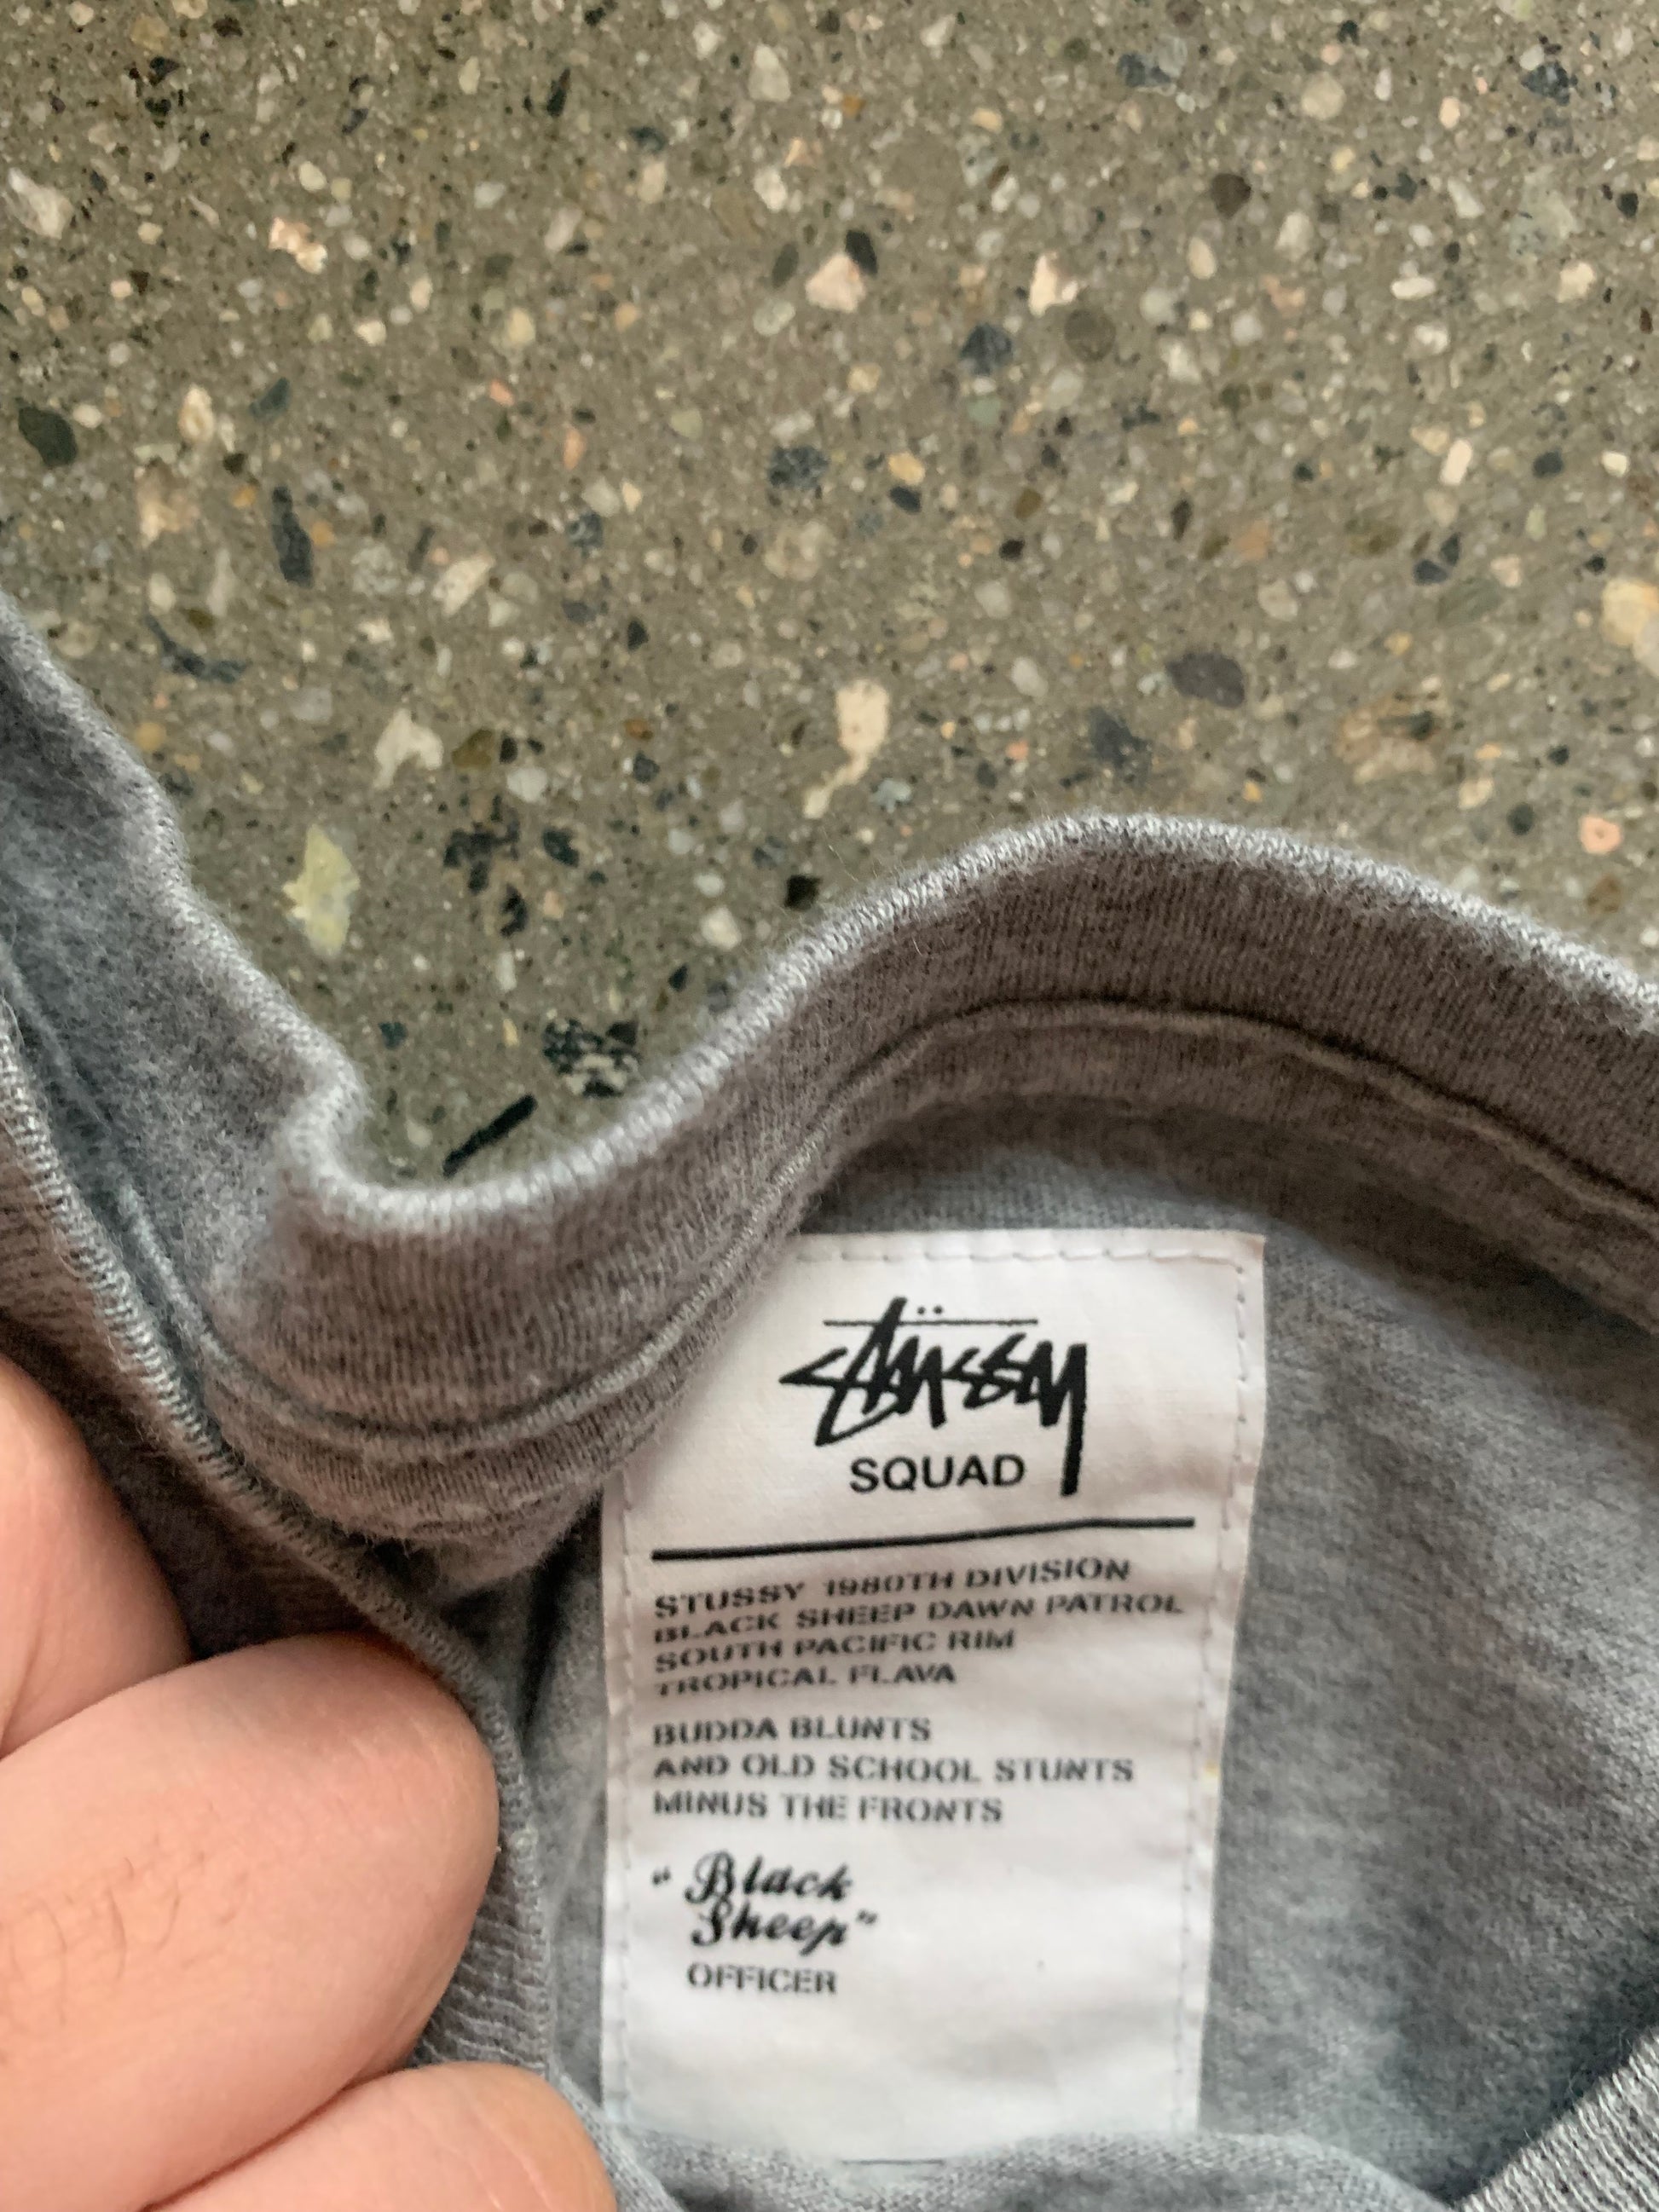 Stüssy
SQUAD
STUSSY 1980TH DIVISION
BLACK SHEEP DAWN PATROL
SOUTH PACIFIC RIM
TROPICAL FLAVA
BUDDA BLUNTS
AND OLD SCHOOL STUNTS
MINUS THE FRONTS
"Black
Sheep"
OFFICER